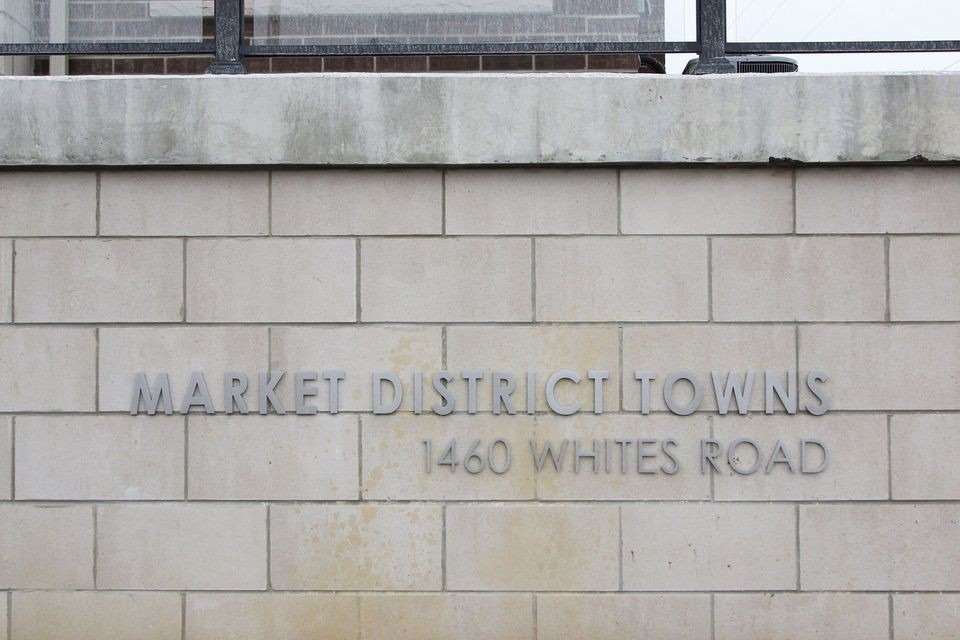 MARKET DISTRICT TOWNS
1460 WHITES ROAD